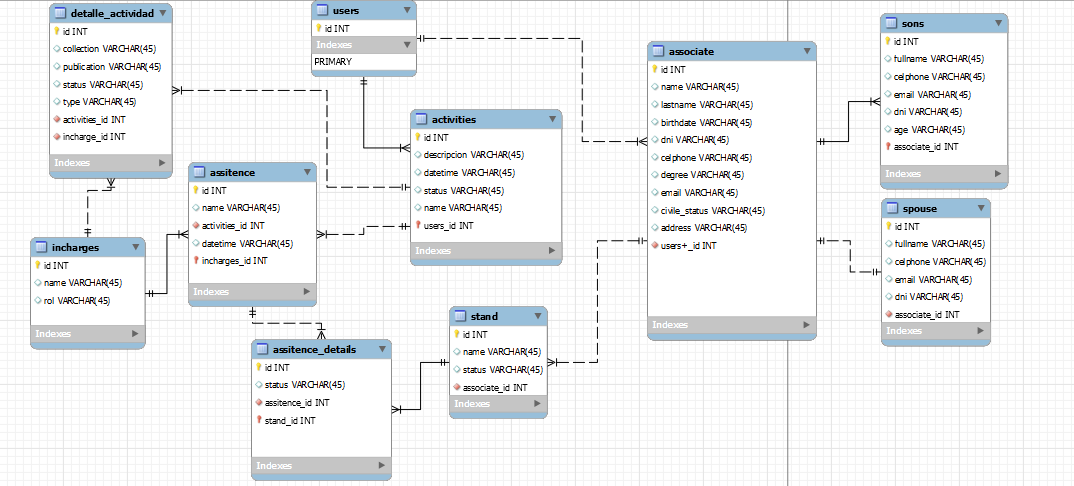 detalle_actividad
id INT
collection VARCHAR(45)
publication VARCHAR(45)
status VARCHAR(45)
type VARCHAR(45)
activities_id INT
incharge_id INT
Indexes
users
id INT
Indexes
PRIMARY
activities
id INT
descripcion VARCHAR(45)
datetime VARCHAR(45)
status VARCHAR(45)
name VARCHAR(45)
users_id INT
Indexes
associate
id INT
name VARCHAR(45)
lastname VARCHAR(45)
birthdate VARCHAR(45)
dni VARCHAR(45)
celphone VARCHAR(45)
degree VARCHAR(45)
email VARCHAR(45)
civile_status VARCHAR(45)
address VARCHAR(45)
users+_id INT
Indexes
sons
id INT
fullname VARCHAR(45)
celphone VARCHAR(45)
email VARCHAR(45)
dni VARCHAR(45)
age VARCHAR(45)
associate_id INT
Indexes
assitence
id INT
name VARCHAR(45)
activities_id INT
datetime VARCHAR(45)
incharges_id INT
Indexes
spouse
id INT
fullname VARCHAR(45)
celphone VARCHAR(45)
email VARCHAR(45)
dni VARCHAR(45)
associate_id INT
Indexes
incharges
id INT
name VARCHAR(45)
rol VARCHAR(45)
Indexes
stand
id INT
name VARCHAR(45)
status VARCHAR(45)
associate_id INT
Indexes
assitence_details
id INT
status VARCHAR(45)
assitence_id INT
stand_id INT
Indexes